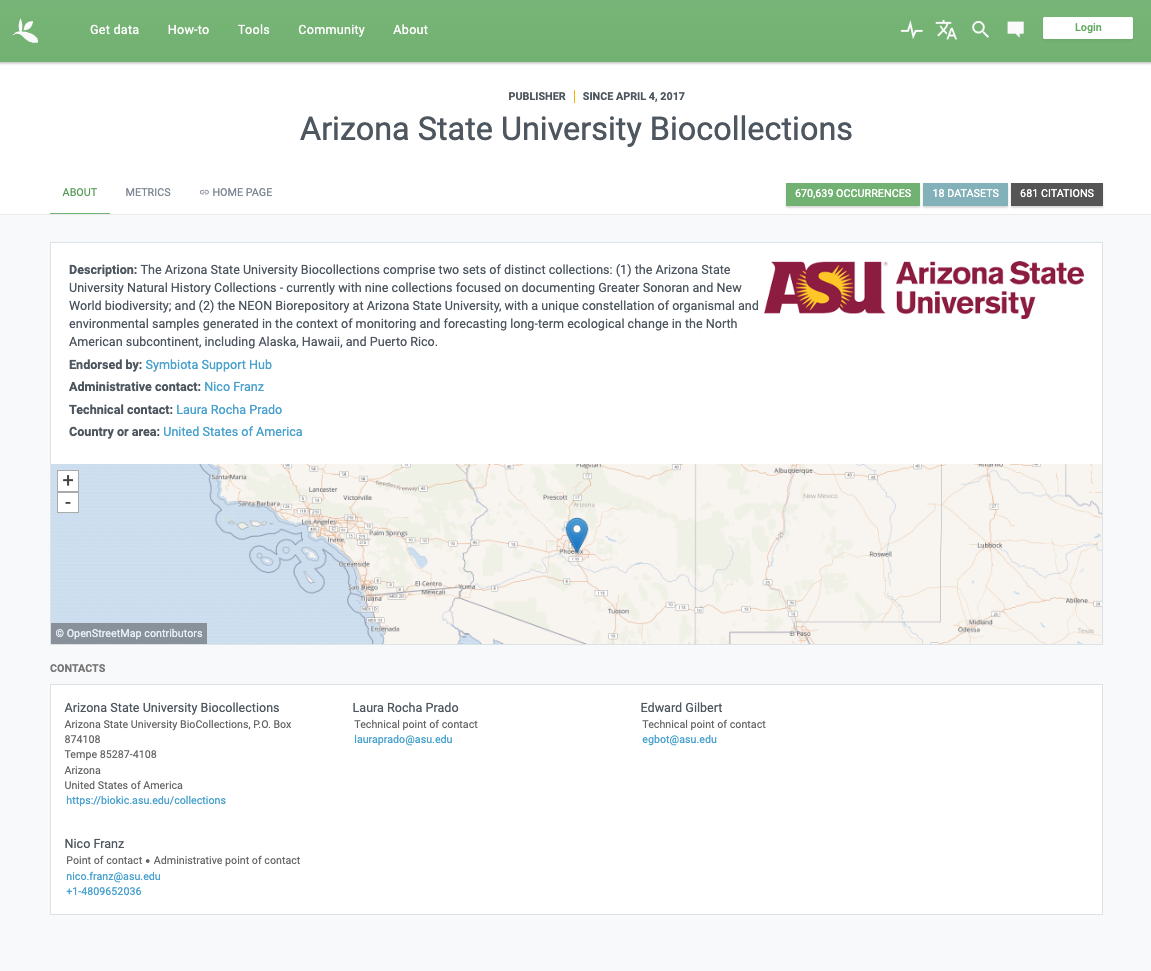 Get data How-to Tools Community About Login
PUBLISHER SINCE APRIL 4, 2017
Arizona State University Biocollections
ABOUT METRICS HOME PAGE 670,639 OCCURRENCES 18 DATASETS 681 CITATIONS
Description: The Arizona State University Biocollections comprise two sets of distinct collections: (1) the Arizona State
University Natural History Collections - currently with nine collections focused on documenting Greater Sonoran and New
World biodiversity; and (2) the NEON Biorepository at Arizona State University, with a unique constellation of organismal and
environmental samples generated in the context of monitoring and forecasting long-term ecological change in the North
American subcontinent, including Alaska, Hawaii, and Puerto Rico.
ASU Arizona State
University
Endorsed by: Symbiota Support Hub
Administrative contact: Nico Franz
Technical contact: Laura Rocha Prado
Country or area: United States of America
+
-
Flagstaff
Amarillo
Albuquerque
Santa Maria
Lancaster
Needles Freeway
Victorville
Prescott
New Mexico
Santa Barbara
Arizona
Los Angeles
Palm Springs
Irvine
Phoenix
Lubbock
Roswell
Oceanside
El Centro
San Diego
Yuma
Mexicali
Tijuana
Abilene
Tucson
Midland
Ensenada
Odessa
Texas
El Paso
© OpenStreetMap contributors
CONTACTS
Arizona State University Biocollections
Arizona State University BioCollections, P.O. Box
874108
Tempe 85287-4108
Arizona
United States of America
https://biokic.asu.edu/collections
Laura Rocha Prado
Technical point of contact
lauraprado@asu.edu
Edward Gilbert
Technical point of contact
egbot@asu.edu
Nico Franz
Point of contact • Administrative point of contact
nico.franz@asu.edu
+1-4809652036